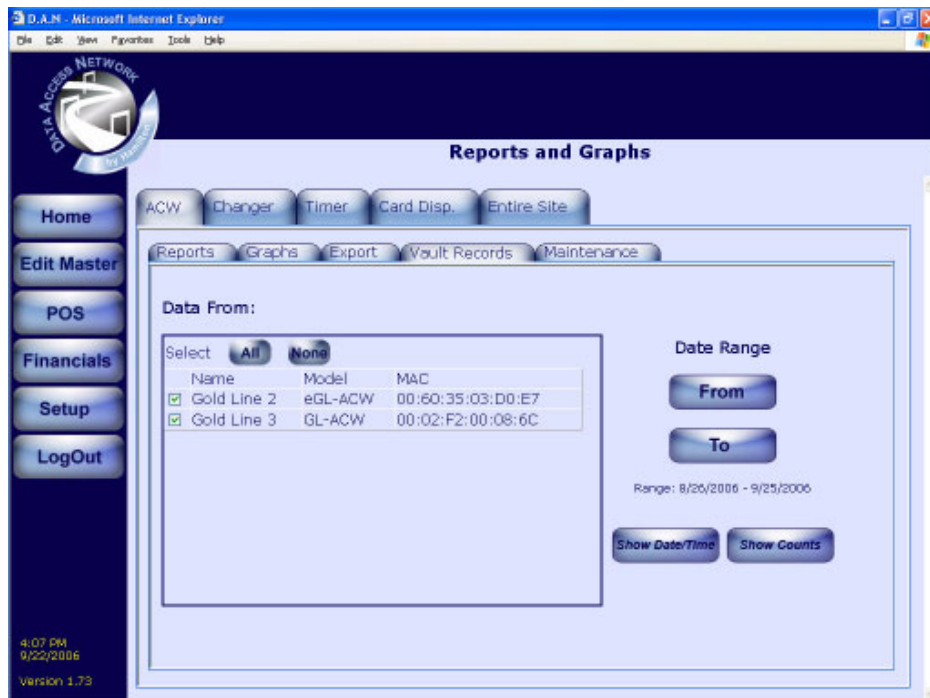 D.A.N - Microsoft Internet Explorer
File Edit View Favorites Tools Help
DATA ACCESS NETWORK
by Hamilton
Reports and Graphs
Home
Edit Master
POS
Financials
Setup
LogOut
4:07 PM
9/22/2006
Version 1.73
ACW Changer Timer Card Disp. Entire Site
Reports Graphs Export Vault Records Maintenance
Data From:
Select All None
Name Model MAC
Gold Line 2 eGL-ACW 00:60:35:03:D0:E7
Gold Line 3 GL-ACW 00:02:F2:00:08:6C
Date Range
From
To
Range: 8/26/2006 - 9/25/2006
Show Date/Time Show Counts